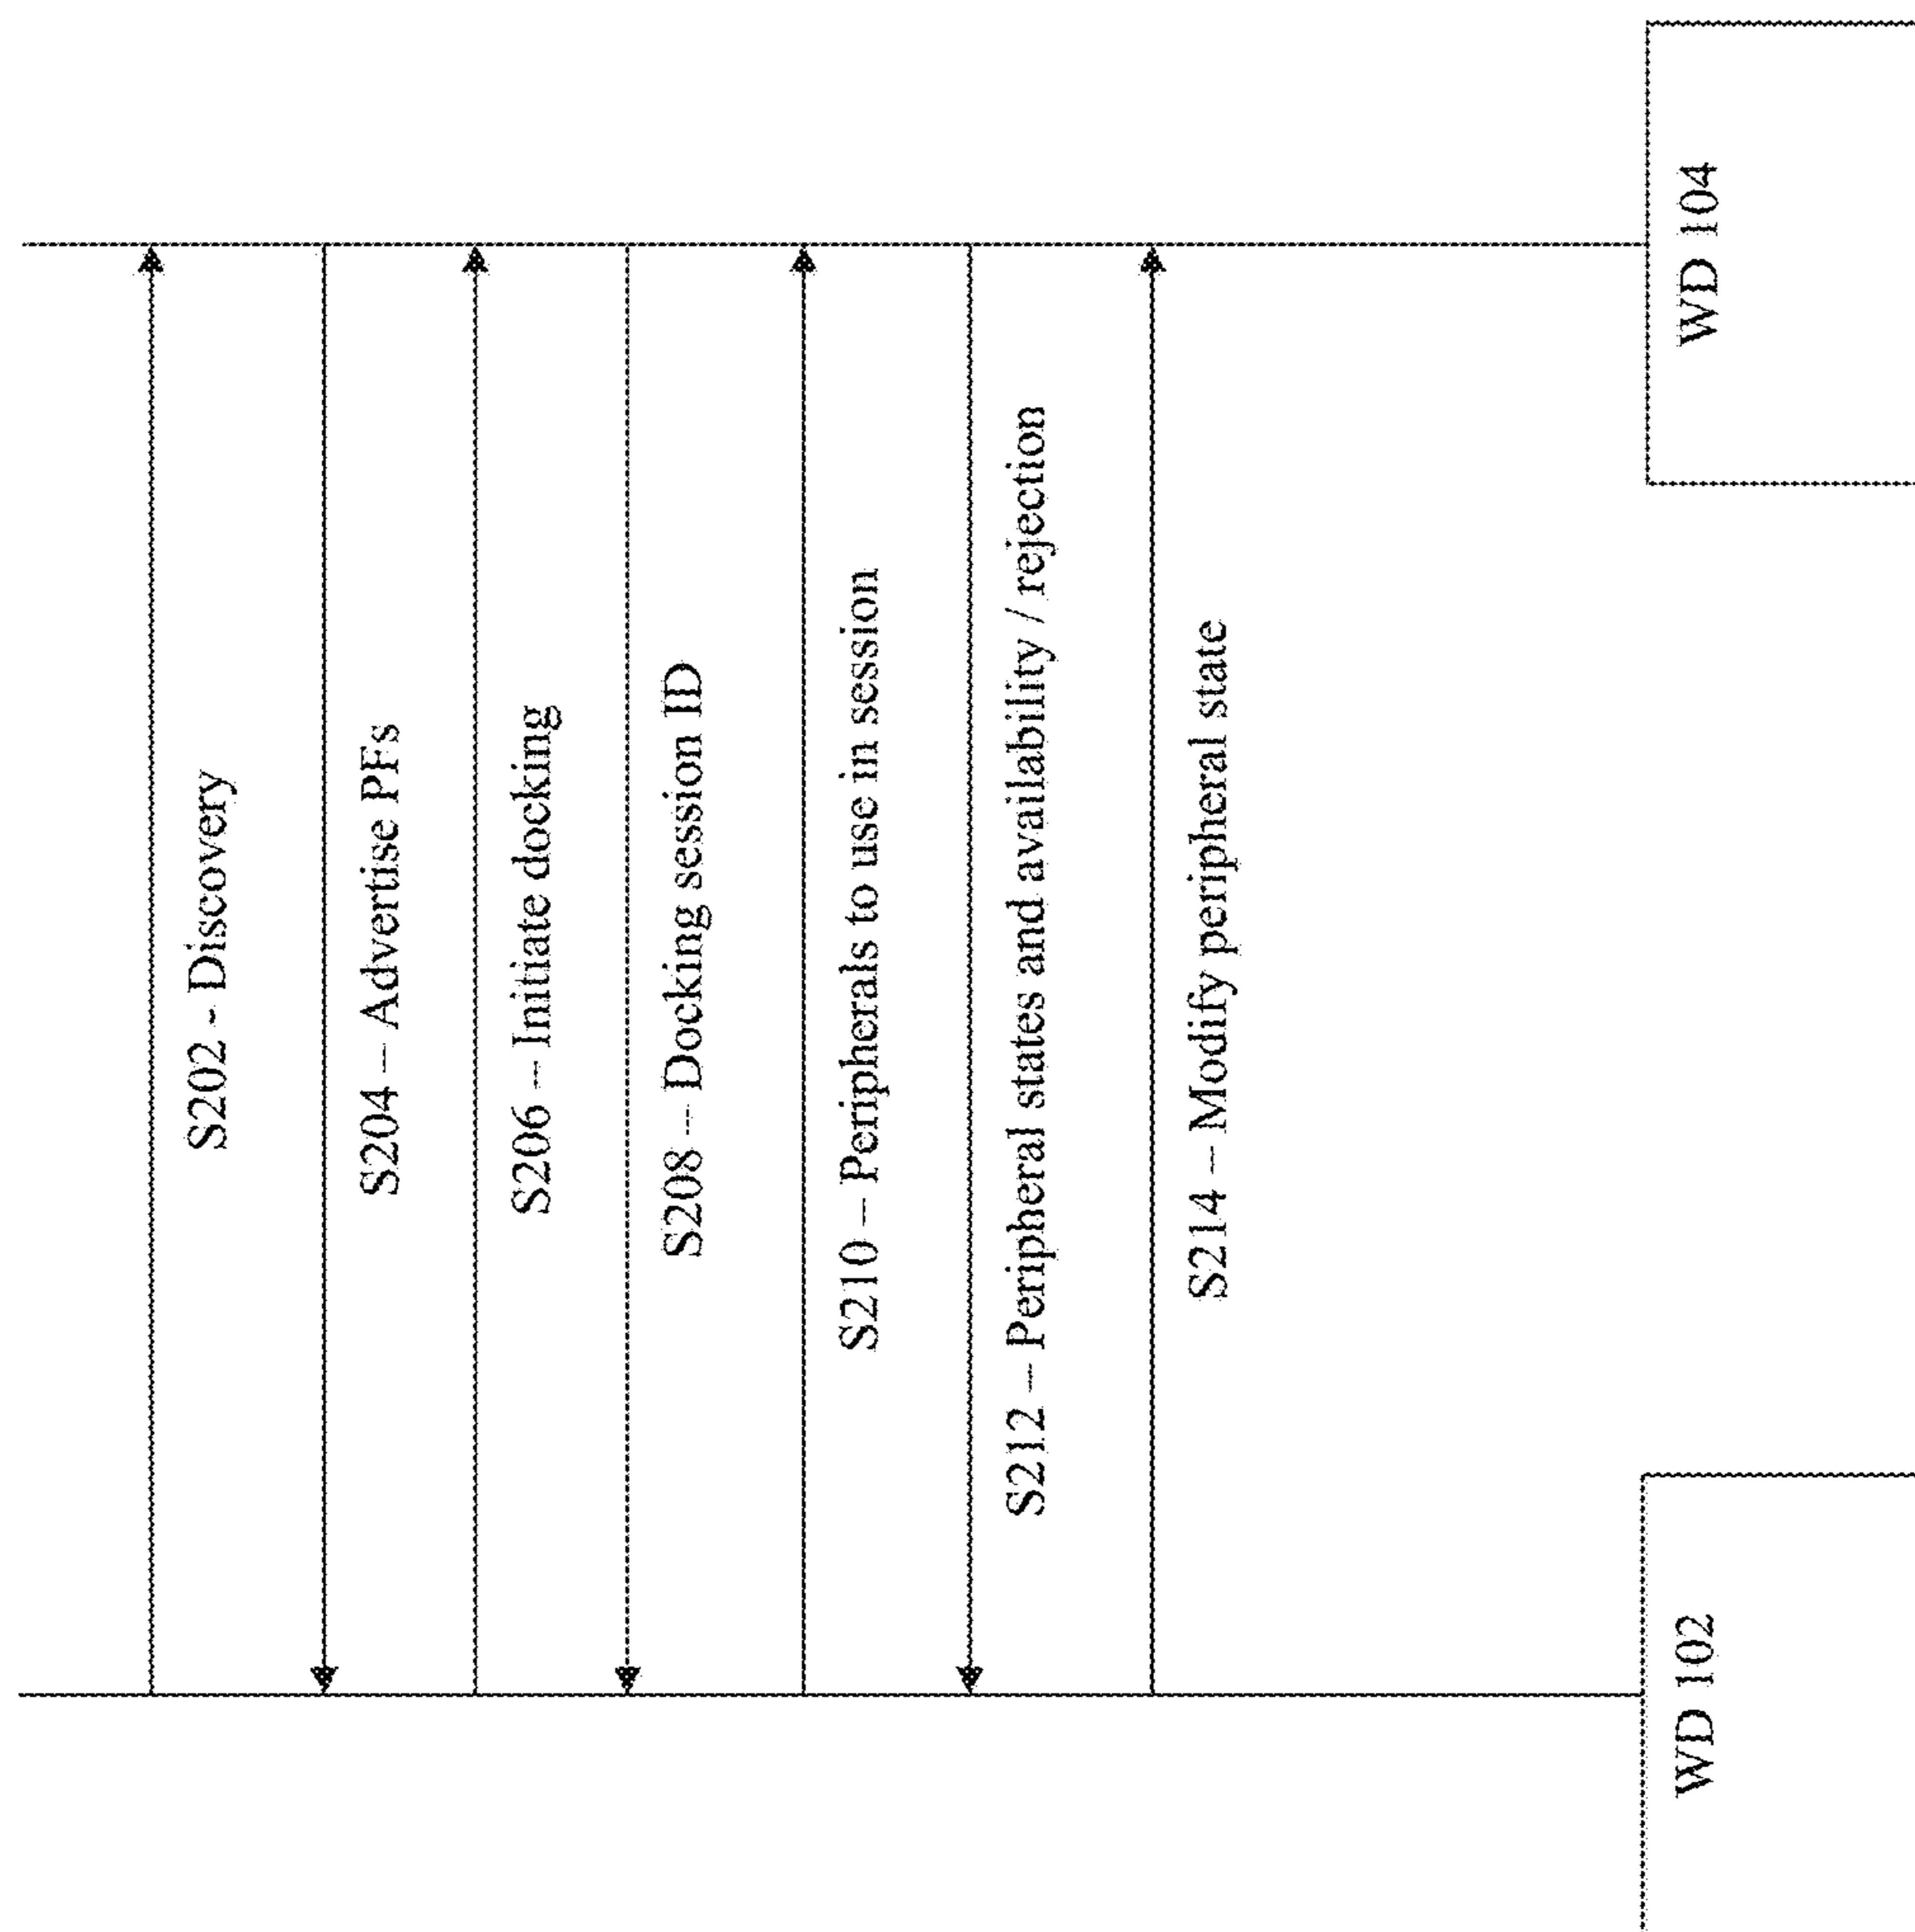 S202 - Discovery
S204 – Advertise PFs
S206 – Initiate docking
S208 – Docking session ID
S210 – Peripherals to use in session
S212 – Peripheral states and availability / rejection
S214 – Modify peripheral state
WD 102
WD 104